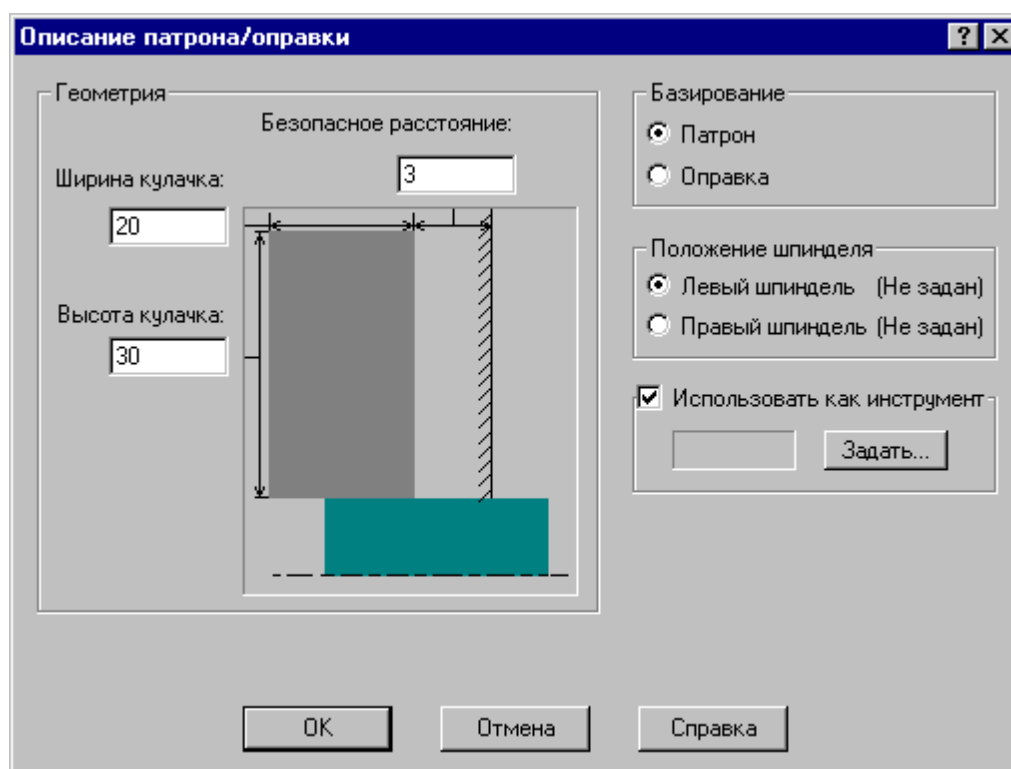 Описание патрона/оправки
Геометрия
Безопасное расстояние:
3
Ширина кулачка:
20
Высота кулачка:
30
Базирование
Патрон
Оправка
Положение шпинделя
Левый шпиндель (Не задан)
Правый шпиндель (Не задан)
Использовать как инструмент
Задать...
OK
Отмена
Справка